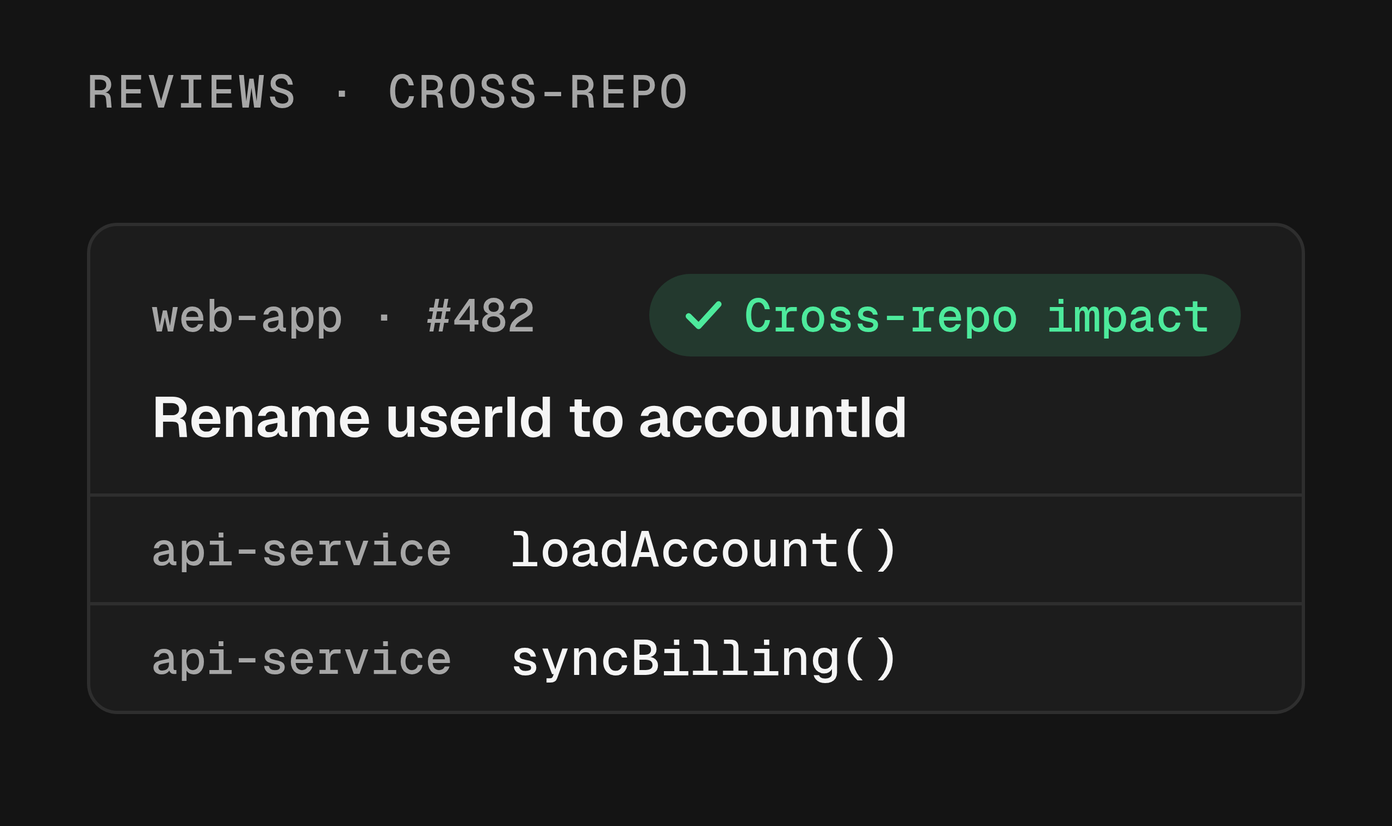 REVIEWS · CROSS-REPO
web-app · #482
✓ Cross-repo impact
Rename userId to accountId
api-service loadAccount()
api-service syncBilling()